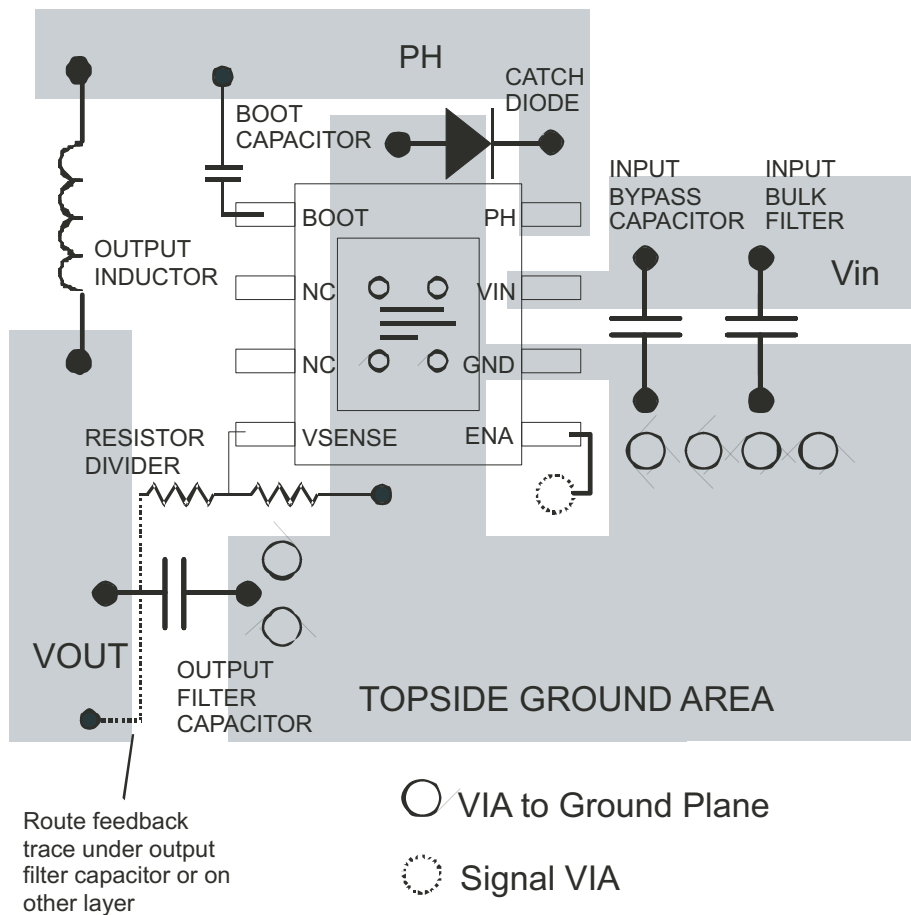 PH
CATCH
DIODE
BOOT
CAPACITOR
INPUT
BYPASS
CAPACITOR
INPUT
BULK
FILTER
BOOT
PH
OUTPUT
INDUCTOR
NC
VIN
Vin
NC
GND
RESISTOR
DIVIDER
VSENSE
ENA
VOUT
OUTPUT
FILTER
CAPACITOR
TOPSIDE GROUND AREA
Route feedback
trace under output
filter capacitor or on
other layer
VIA to Ground Plane
Signal VIA